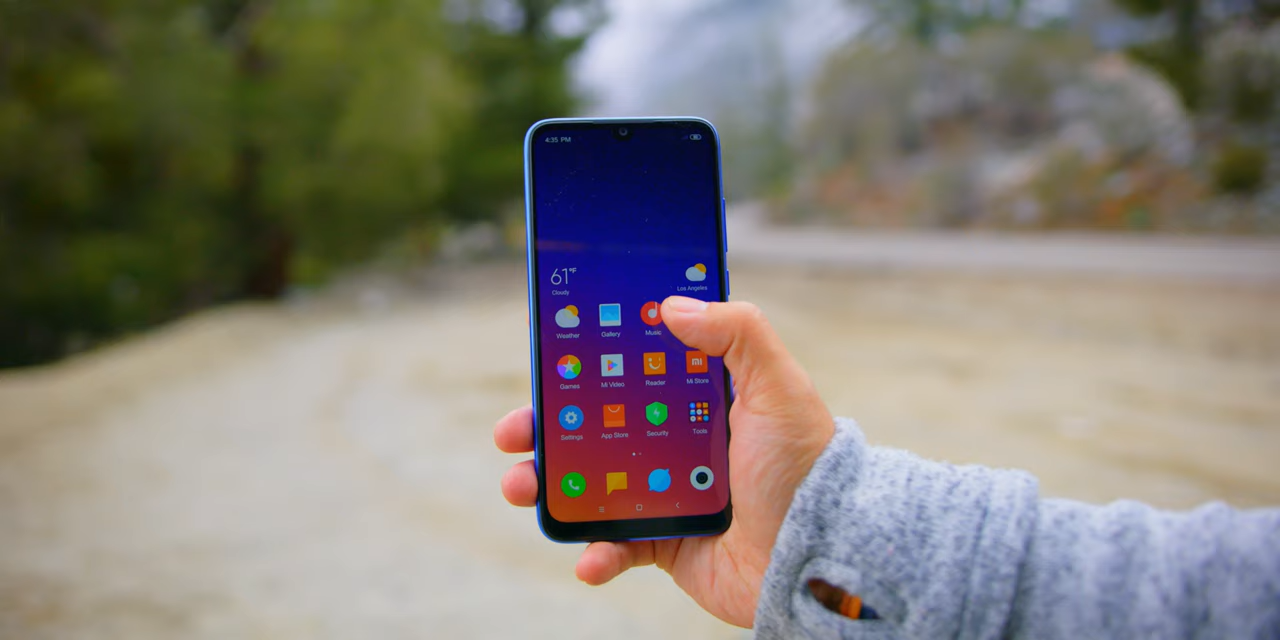 4:35 PM
61°F
Cloudy
Los Angeles
Weather
Gallery
Music
Games
Mi Video
Reader
mi
Mi Store
Settings
App Store
Security
Tools